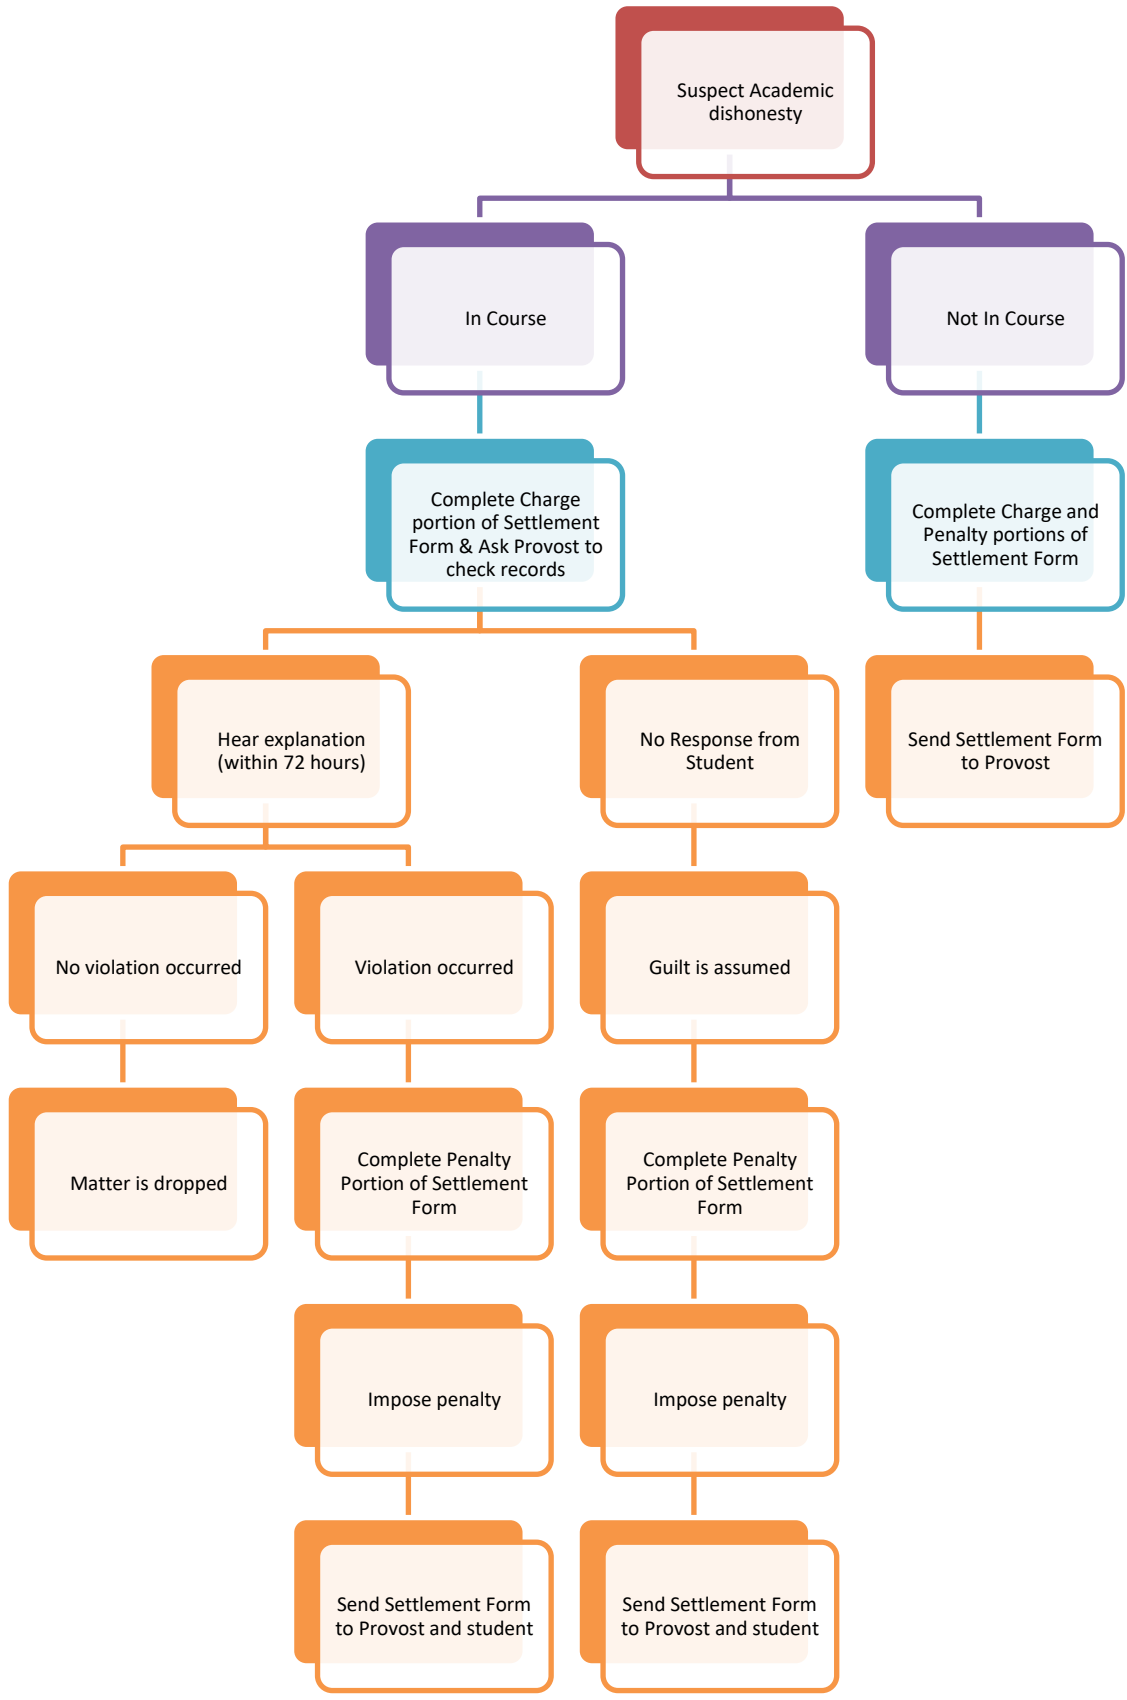 Suspect Academic
dishonesty
In Course
Not In Course
Complete Charge
portion of Settlement
Form & Ask Provost to
check records
Complete Charge and
Penalty portions of
Settlement Form
Hear explanation
(within 72 hours)
No Response from
Student
Send Settlement Form
to Provost
No violation occurred
Violation occurred
Guilt is assumed
Matter is dropped
Complete Penalty
Portion of Settlement
Form
Complete Penalty
Portion of Settlement
Form
Impose penalty
Impose penalty
Send Settlement Form
to Provost and student
Send Settlement Form
to Provost and student